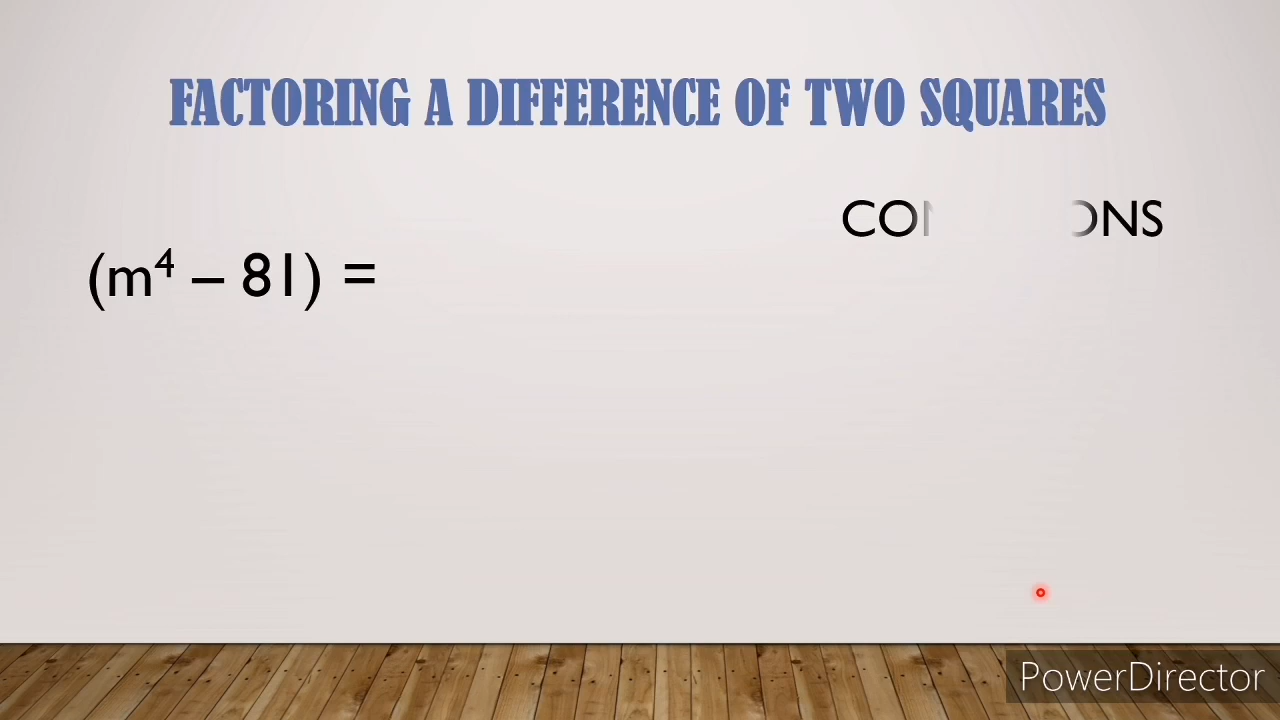 FACTORING A DIFFERENCE OF TWO SQUARES
(m⁴ – 81) =
PowerDirector